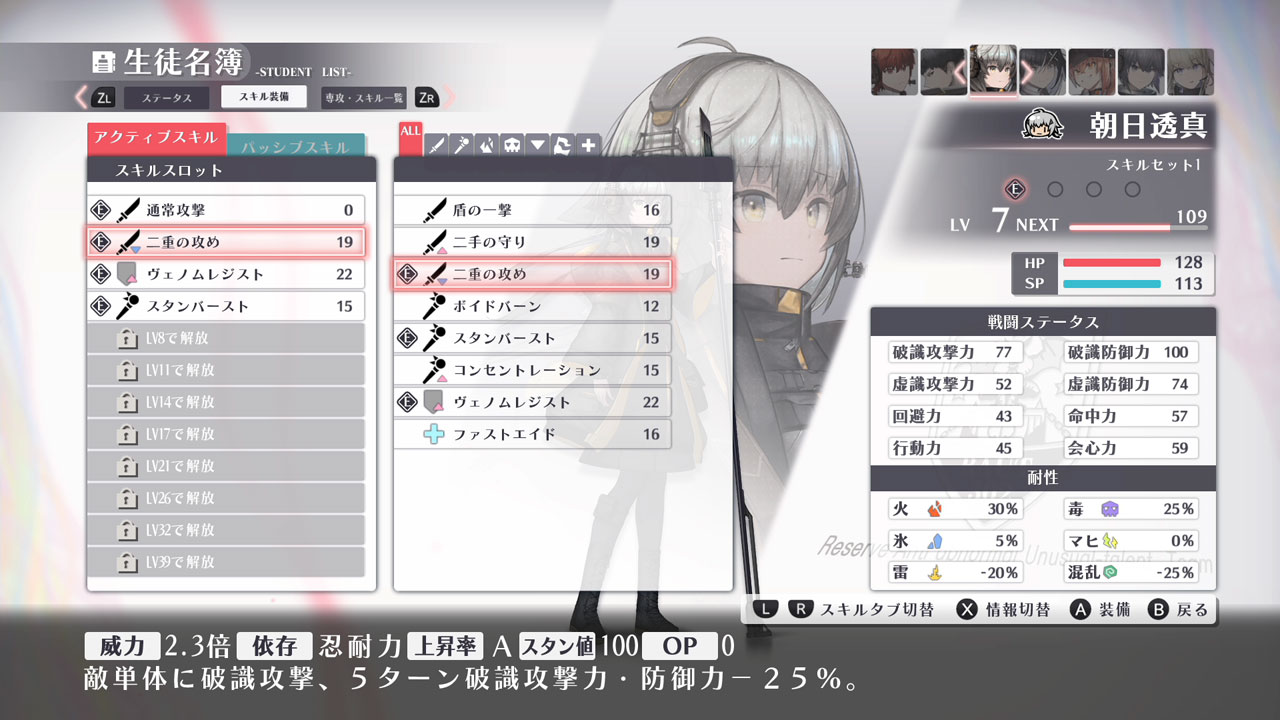 生徒名簿 -STUDENT LIST-
ZL ステータス スキル装備 専攻・スキル一覧 ZR
アクティブスキル パッシブスキル
スキルスロット
通常攻撃 0
二重の攻め 19
ヴェノムレジスト 22
スタンバースト 15
LV8で解放
LV11で解放
LV14で解放
LV17で解放
LV21で解放
LV26で解放
LV32で解放
LV39で解放
ALL
盾の一撃 16
二手の守り 19
二重の攻め 19
ボイドバーン 12
スタンバースト 15
コンセントレーション 15
ヴェノムレジスト 22
ファストエイド 16
朝日透真
スキルセット1
E
LV 7 NEXT 109
HP 128
SP 113
戦闘ステータス
破識攻撃力 77 破識防御力 100
虚識攻撃力 52 虚識防御力 74
回避力 43 命中力 57
行動力 45 会心力 59
耐性
火 30% 毒 25%
氷 5% マヒ 0%
雷 -20% 混乱 -25%
L R スキルタブ切替 X 情報切替 A 装備 B 戻る
威力 2.3倍 依存 忍耐力 上昇率 A スタン値 100 OP 0
敵単体に破識攻撃、5ターン破識攻撃力・防御力－25%。